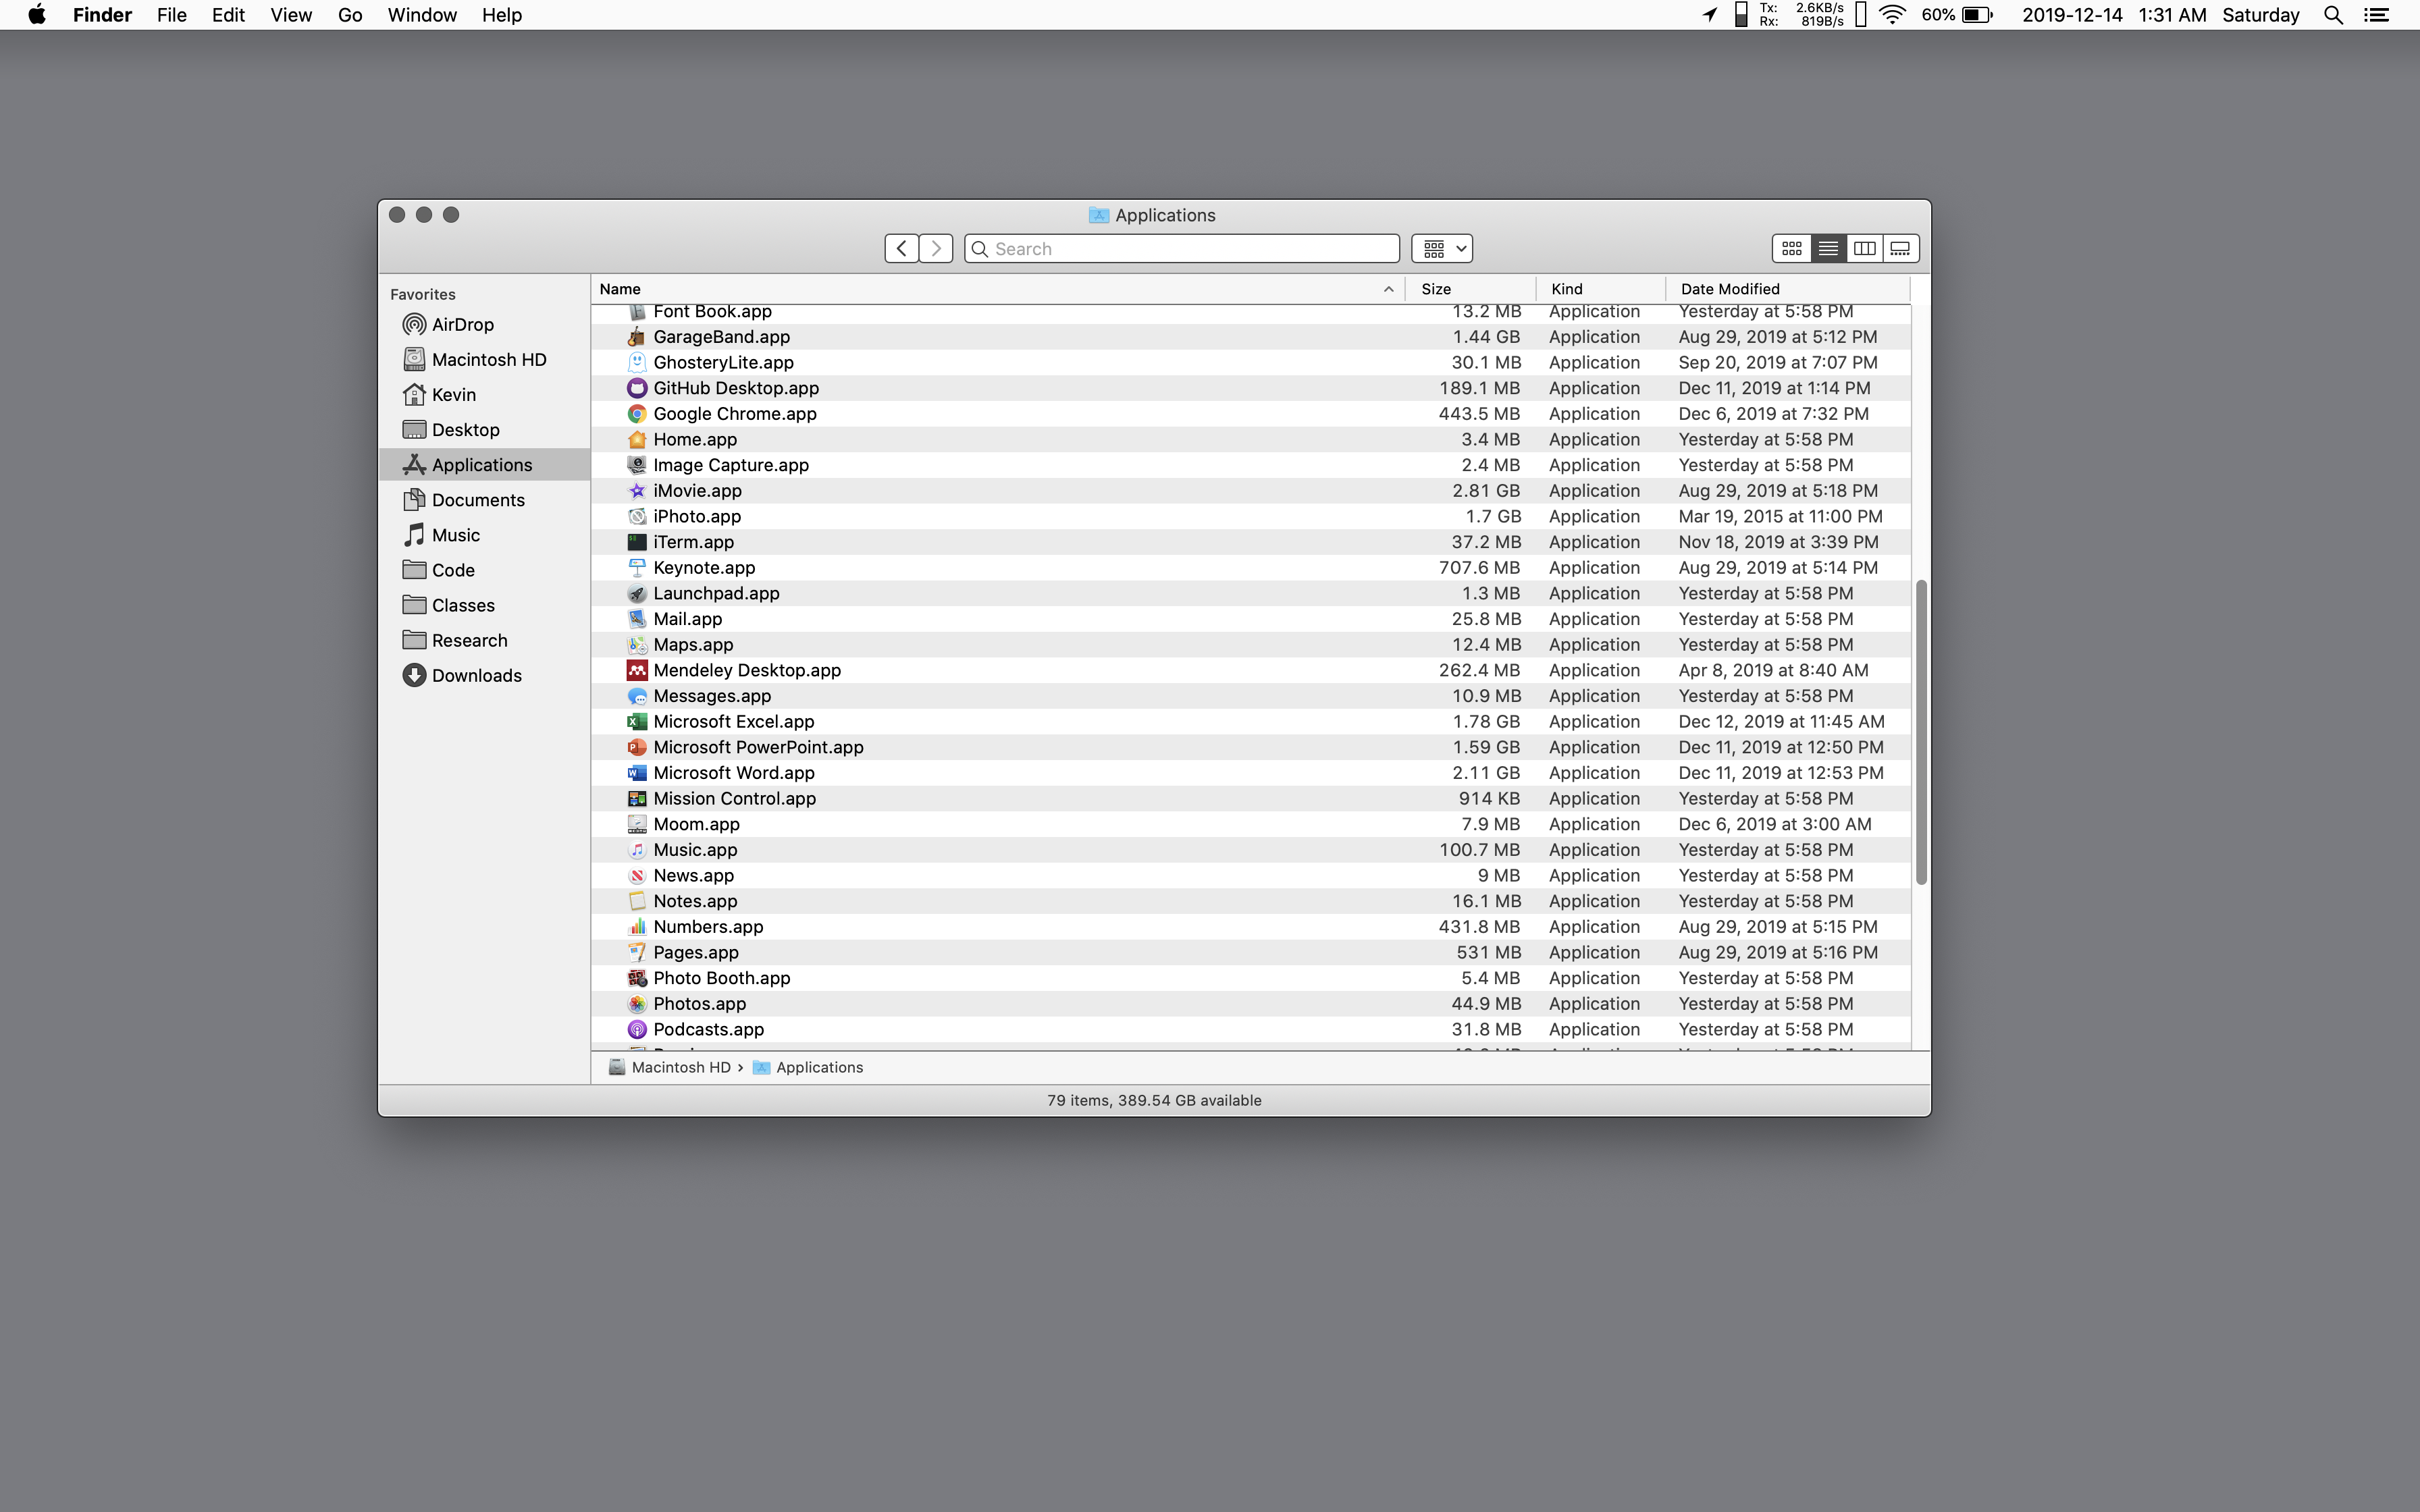 Finder File Edit View Go Window Help
Tx: 2.6KB/s
Rx: 819B/s
60% 2019-12-14 1:31 AM Saturday
Applications
Search
Favorites
AirDrop
Macintosh HD
Kevin
Desktop
Applications
Documents
Music
Code
Classes
Research
Downloads
Name Size Kind Date Modified
Font Book.app 13.2 MB Application Yesterday at 5:58 PM
GarageBand.app 1.44 GB Application Aug 29, 2019 at 5:12 PM
GhosteryLite.app 30.1 MB Application Sep 20, 2019 at 7:07 PM
GitHub Desktop.app 189.1 MB Application Dec 11, 2019 at 1:14 PM
Google Chrome.app 443.5 MB Application Dec 6, 2019 at 7:32 PM
Home.app 3.4 MB Application Yesterday at 5:58 PM
Image Capture.app 2.4 MB Application Yesterday at 5:58 PM
iMovie.app 2.81 GB Application Aug 29, 2019 at 5:18 PM
iPhoto.app 1.7 GB Application Mar 19, 2015 at 11:00 PM
iTerm.app 37.2 MB Application Nov 18, 2019 at 3:39 PM
Keynote.app 707.6 MB Application Aug 29, 2019 at 5:14 PM
Launchpad.app 1.3 MB Application Yesterday at 5:58 PM
Mail.app 25.8 MB Application Yesterday at 5:58 PM
Maps.app 12.4 MB Application Yesterday at 5:58 PM
Mendeley Desktop.app 262.4 MB Application Apr 8, 2019 at 8:40 AM
Messages.app 10.9 MB Application Yesterday at 5:58 PM
Microsoft Excel.app 1.78 GB Application Dec 12, 2019 at 11:45 AM
Microsoft PowerPoint.app 1.59 GB Application Dec 11, 2019 at 12:50 PM
Microsoft Word.app 2.11 GB Application Dec 11, 2019 at 12:53 PM
Mission Control.app 914 KB Application Yesterday at 5:58 PM
Moom.app 7.9 MB Application Dec 6, 2019 at 3:00 AM
Music.app 100.7 MB Application Yesterday at 5:58 PM
News.app 9 MB Application Yesterday at 5:58 PM
Notes.app 16.1 MB Application Yesterday at 5:58 PM
Numbers.app 431.8 MB Application Aug 29, 2019 at 5:15 PM
Pages.app 531 MB Application Aug 29, 2019 at 5:16 PM
Photo Booth.app 5.4 MB Application Yesterday at 5:58 PM
Photos.app 44.9 MB Application Yesterday at 5:58 PM
Podcasts.app 31.8 MB Application Yesterday at 5:58 PM
Macintosh HD › Applications
79 items, 389.54 GB available